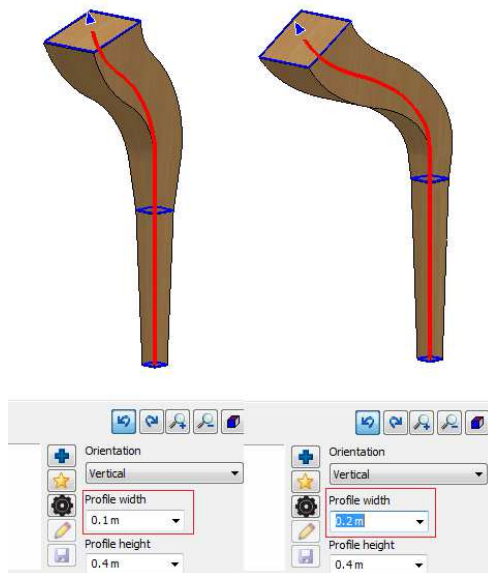 Orientation
Vertical
Profile width
0.1 m
Profile height
0.4 m
Orientation
Vertical
Profile width
0.2 m
Profile height
0.4 m